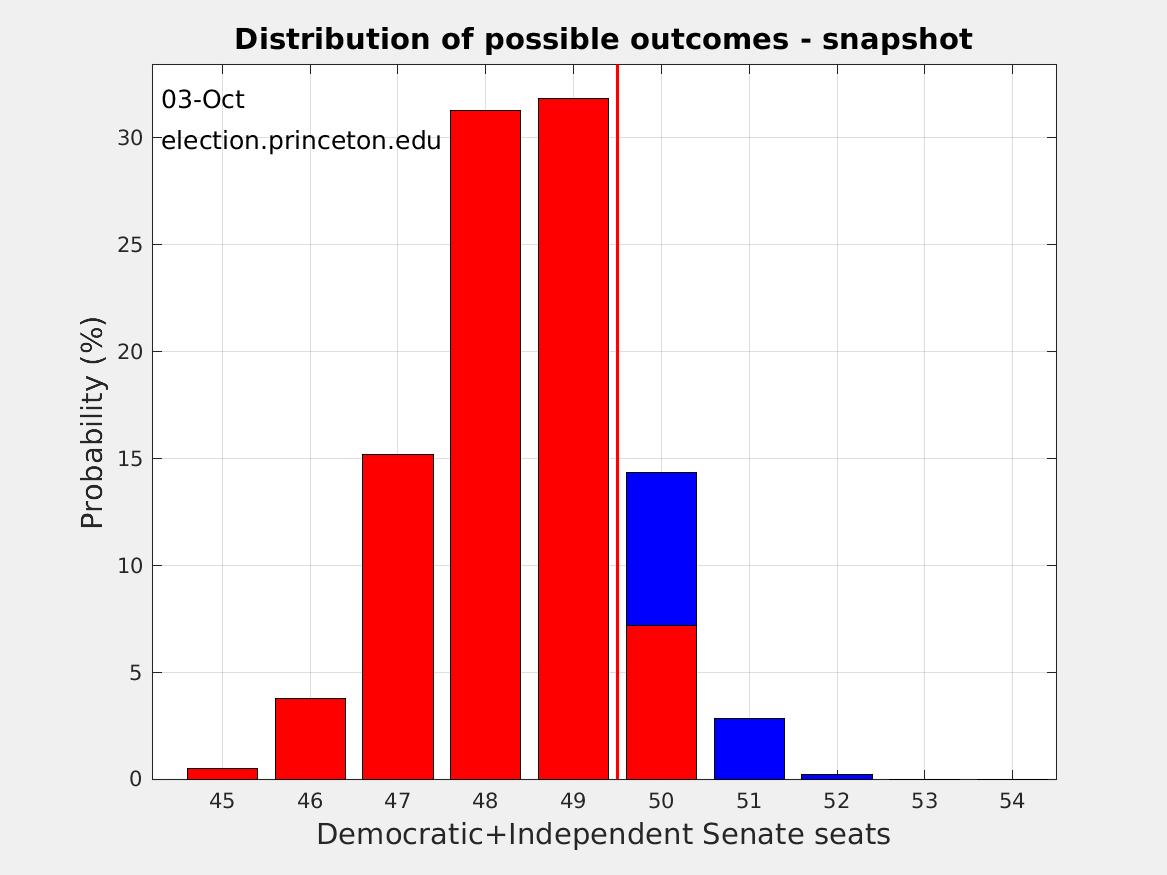 Distribution of possible outcomes - snapshot
03-Oct
election.princeton.edu
30
25
20
15
10
5
0
Probability (%)
45 46 47 48 49 50 51 52 53 54
Democratic+Independent Senate seats